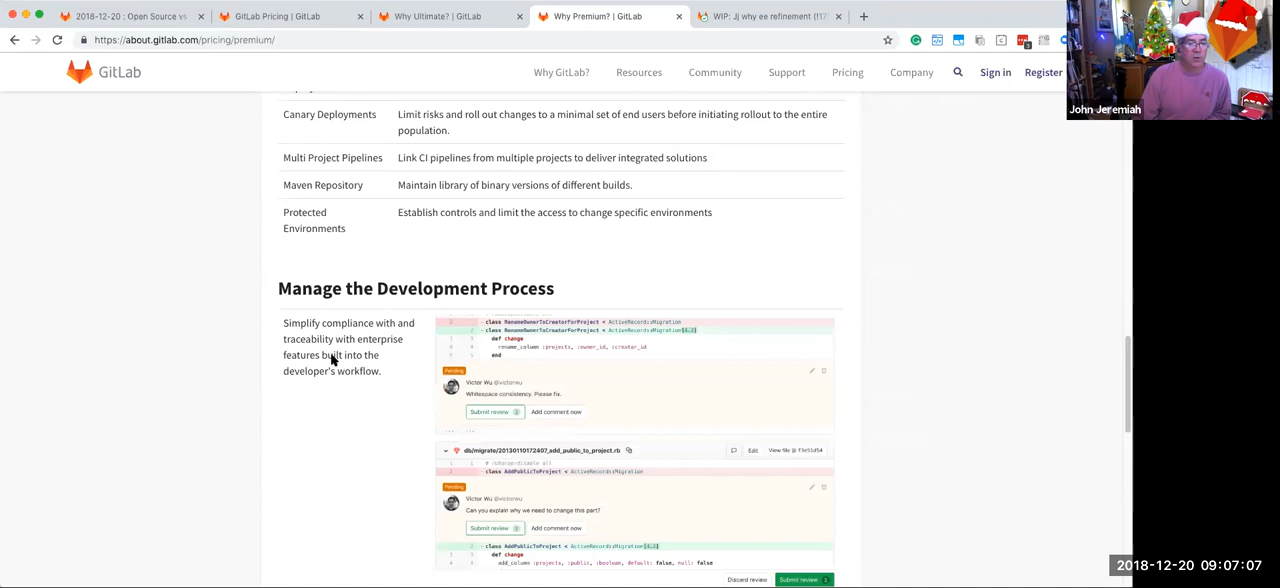 2018-12-20 : Open Source vs
GitLab Pricing | GitLab
Why Ultimate? | GitLab
Why Premium? | GitLab
WIP: Jj why ee refinement (!17
https://about.gitlab.com/pricing/premium/
GitLab
Why GitLab?
Resources
Community
Support
Pricing
Company
Sign in
Register
John Jeremiah
Canary Deployments
Limit risks and roll out changes to a minimal set of end users before initiating rollout to the entire
population.
Multi Project Pipelines
Link CI pipelines from multiple projects to deliver integrated solutions
Maven Repository
Maintain library of binary versions of different builds.
Protected
Environments
Establish controls and limit the access to change specific environments
Manage the Development Process
Simplify compliance with and
traceability with enterprise
features built into the
developer's workflow.
class RenameOwnerToCreatorForProject < ActiveRecord::Migration
class RenameOwnerToCreatorForProject < ActiveRecord::Migration[4.2]
def change
rename_column :projects, :owner_id, :creator_id
end
Pending
Victor Wu @victorwu
Whitespace consistency. Please fix.
Submit review 2
Add comment now
db/migrate/20130110172407_add_public_to_project.rb
Edit
View file @
class AddPublicToProject < ActiveRecord::Migration
Pending
Victor Wu @victorwu
Can you explain why we need to change this part?
Submit review 2
Add comment now
class AddPublicToProject < ActiveRecord::Migration[4.2]
def change
add_column :projects, :public, :boolean, default: false, null: false
Discard review
Submit review 2
2018-12-20 09:07:07